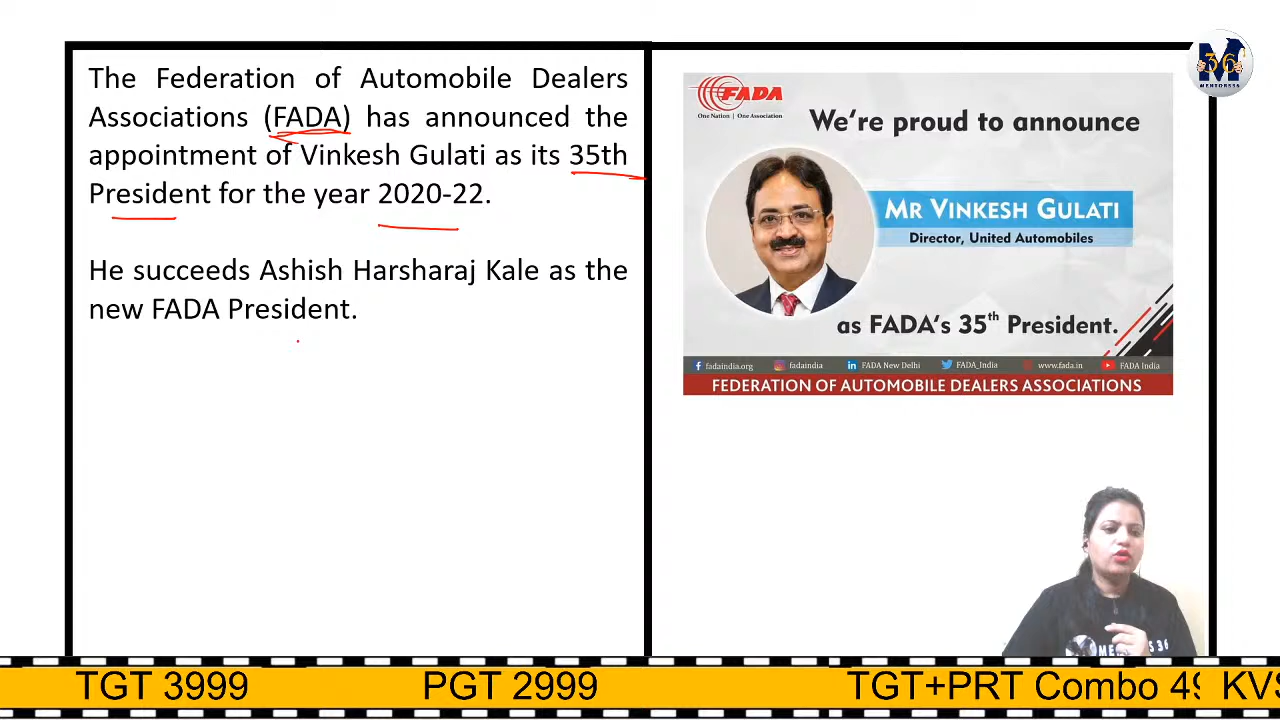 The Federation of Automobile Dealers
Associations (FADA) has announced the
appointment of Vinkesh Gulati as its 35th
President for the year 2020-22.
He succeeds Ashish Harsharaj Kale as the
new FADA President.
FADA
One Nation | One Association
We're proud to announce
MR VINKESH GULATI
Director, United Automobiles
as FADA's 35th President.
fadaindia.org fadaindia FADA New Delhi FADA_India www.fada.in FADA India
FEDERATION OF AUTOMOBILE DEALERS ASSOCIATIONS
M
36
MENTORS36
TGT 3999 PGT 2999 TGT+PRT Combo 49 KVS